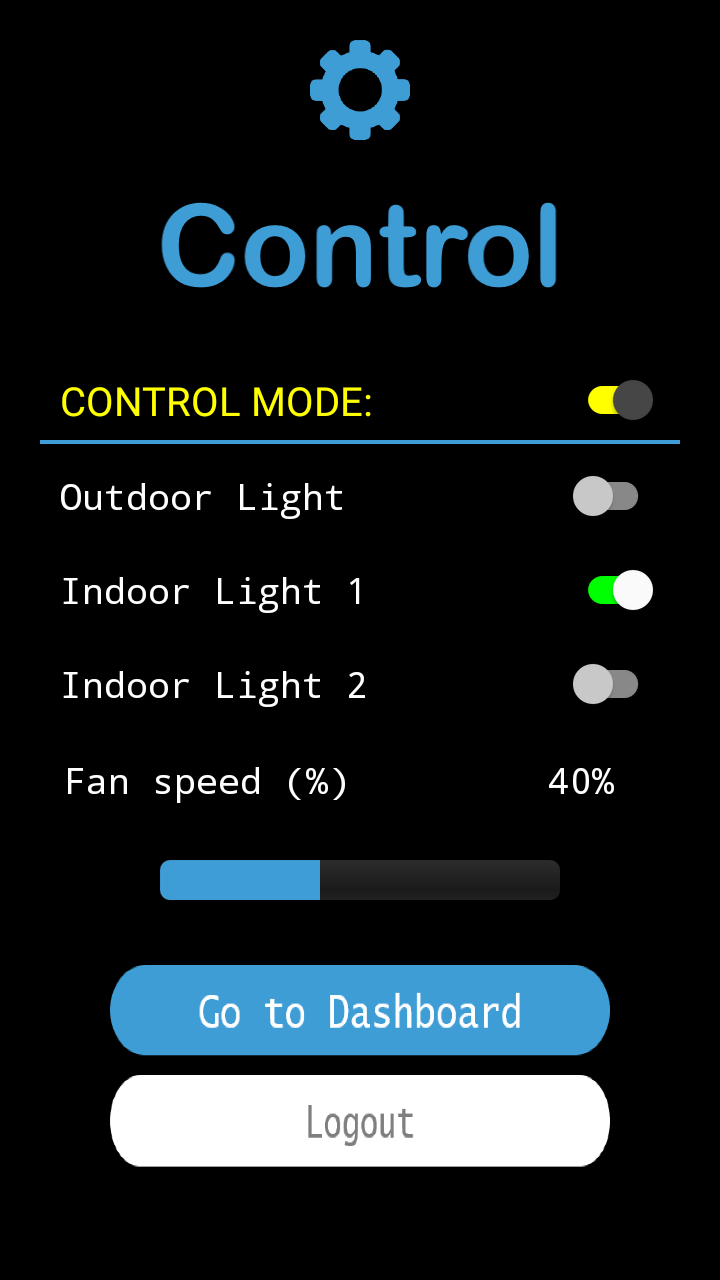 Control
CONTROL MODE:
Outdoor Light
Indoor Light 1
Indoor Light 2
Fan speed (%) 40%
Go to Dashboard
Logout